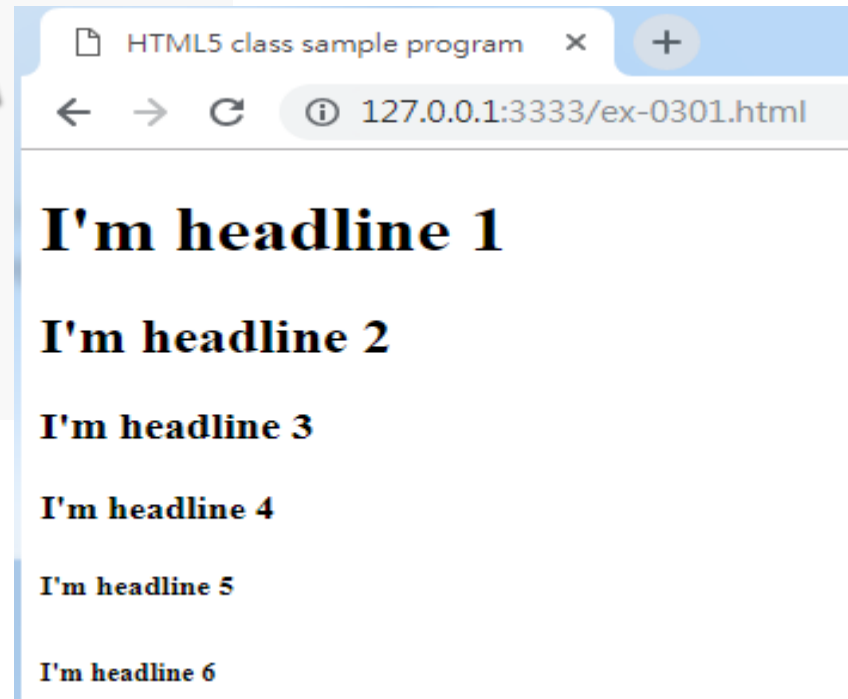 HTML5 class sample program
127.0.0.1:3333/ex-0301.html
I'm headline 1
I'm headline 2
I'm headline 3
I'm headline 4
I'm headline 5
I'm headline 6